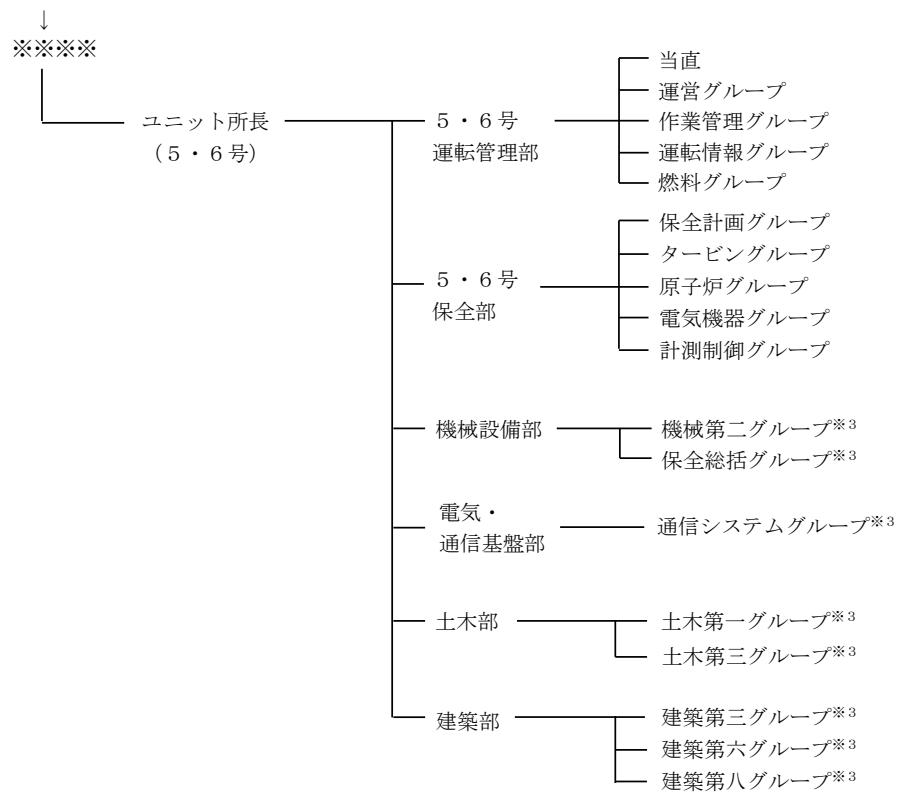 ↓
※※※※
ユニット所長
（５・６号）
５・６号
運転管理部
当直
運営グループ
作業管理グループ
運転情報グループ
燃料グループ
５・６号
保全部
保全計画グループ
タービングループ
原子炉グループ
電気機器グループ
計測制御グループ
機械設備部
機械第二グループ※３
保全総括グループ※３
電気・
通信基盤部
通信システムグループ※３
土木部
土木第一グループ※３
土木第三グループ※３
建築部
建築第三グループ※３
建築第六グループ※３
建築第八グループ※３